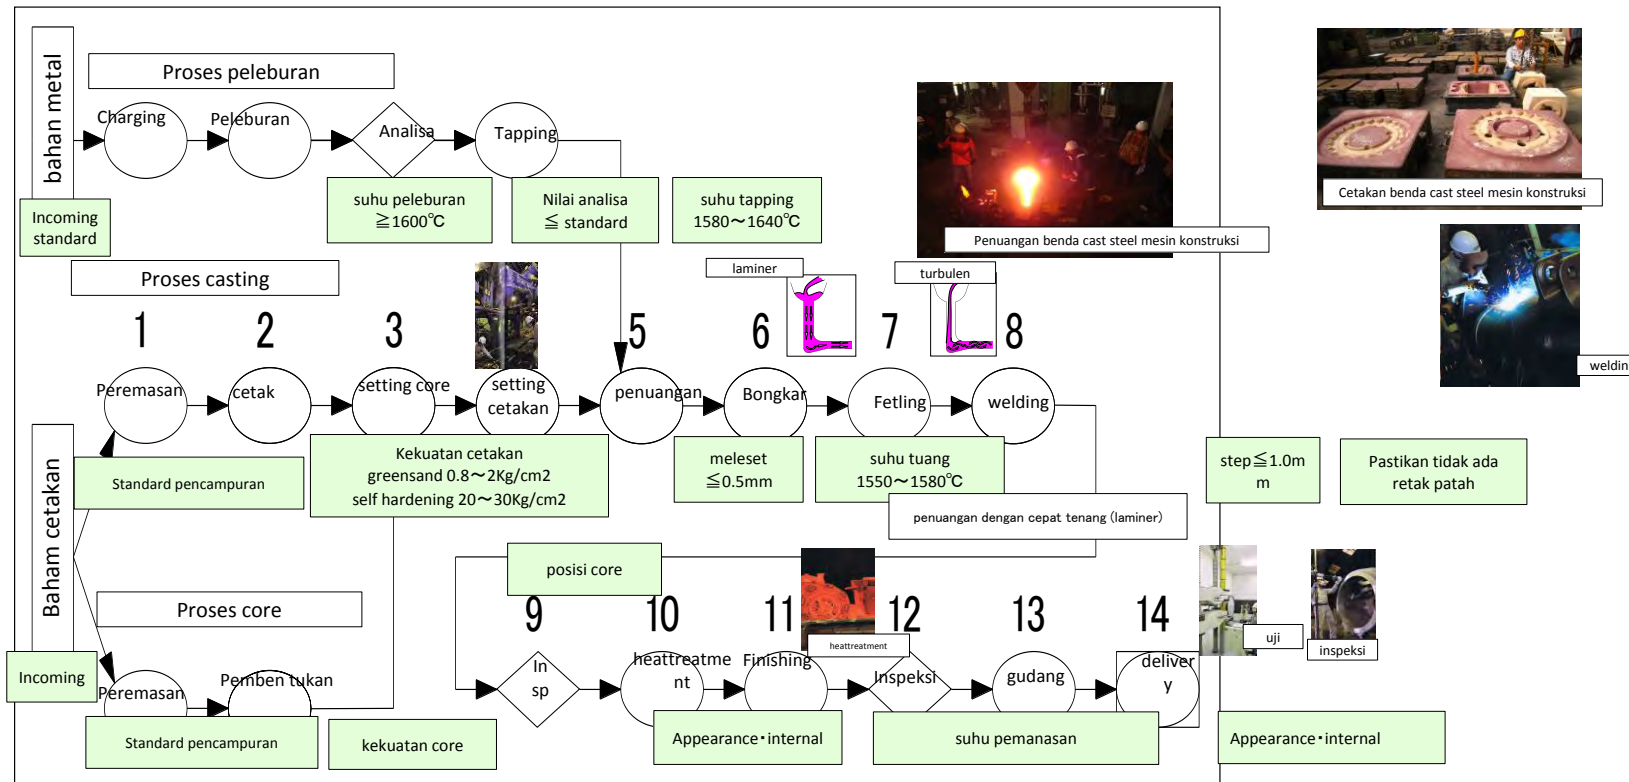 bahan metal
Proses peleburan
Charging
Peleburan
Analisa
Tapping
Incoming
standard
suhu peleburan
≧1600℃
Nilai analisa
≦ standard
suhu tapping
1580～1640℃
Penuangan benda cast steel mesin konstruksi
Cetakan benda cast steel mesin konstruksi
Proses casting
laminer
turbulen
weldin
1
2
3
5
6
7
8
Peremasan
cetak
setting core
setting
cetakan
penuangan
Bongkar
Fetling
welding
Baham cetakan
Standard pencampuran
Kekuatan cetakan
greensand 0.8～2Kg/cm2
self hardening 20～30Kg/cm2
meleset
≦0.5mm
suhu tuang
1550～1580℃
step≦1.0m
m
Pastikan tidak ada
retak patah
penuangan dengan cepat tenang (laminer)
posisi core
Proses core
9
10
11
12
13
14
heattreatment
uji
inspeksi
Incoming
Peremasan
Pemben tukan
In
sp
heattreatme
nt
Finishing
Inspeksi
gudang
deliver
y
Standard pencampuran
kekuatan core
Appearance・internal
suhu pemanasan
Appearance・internal